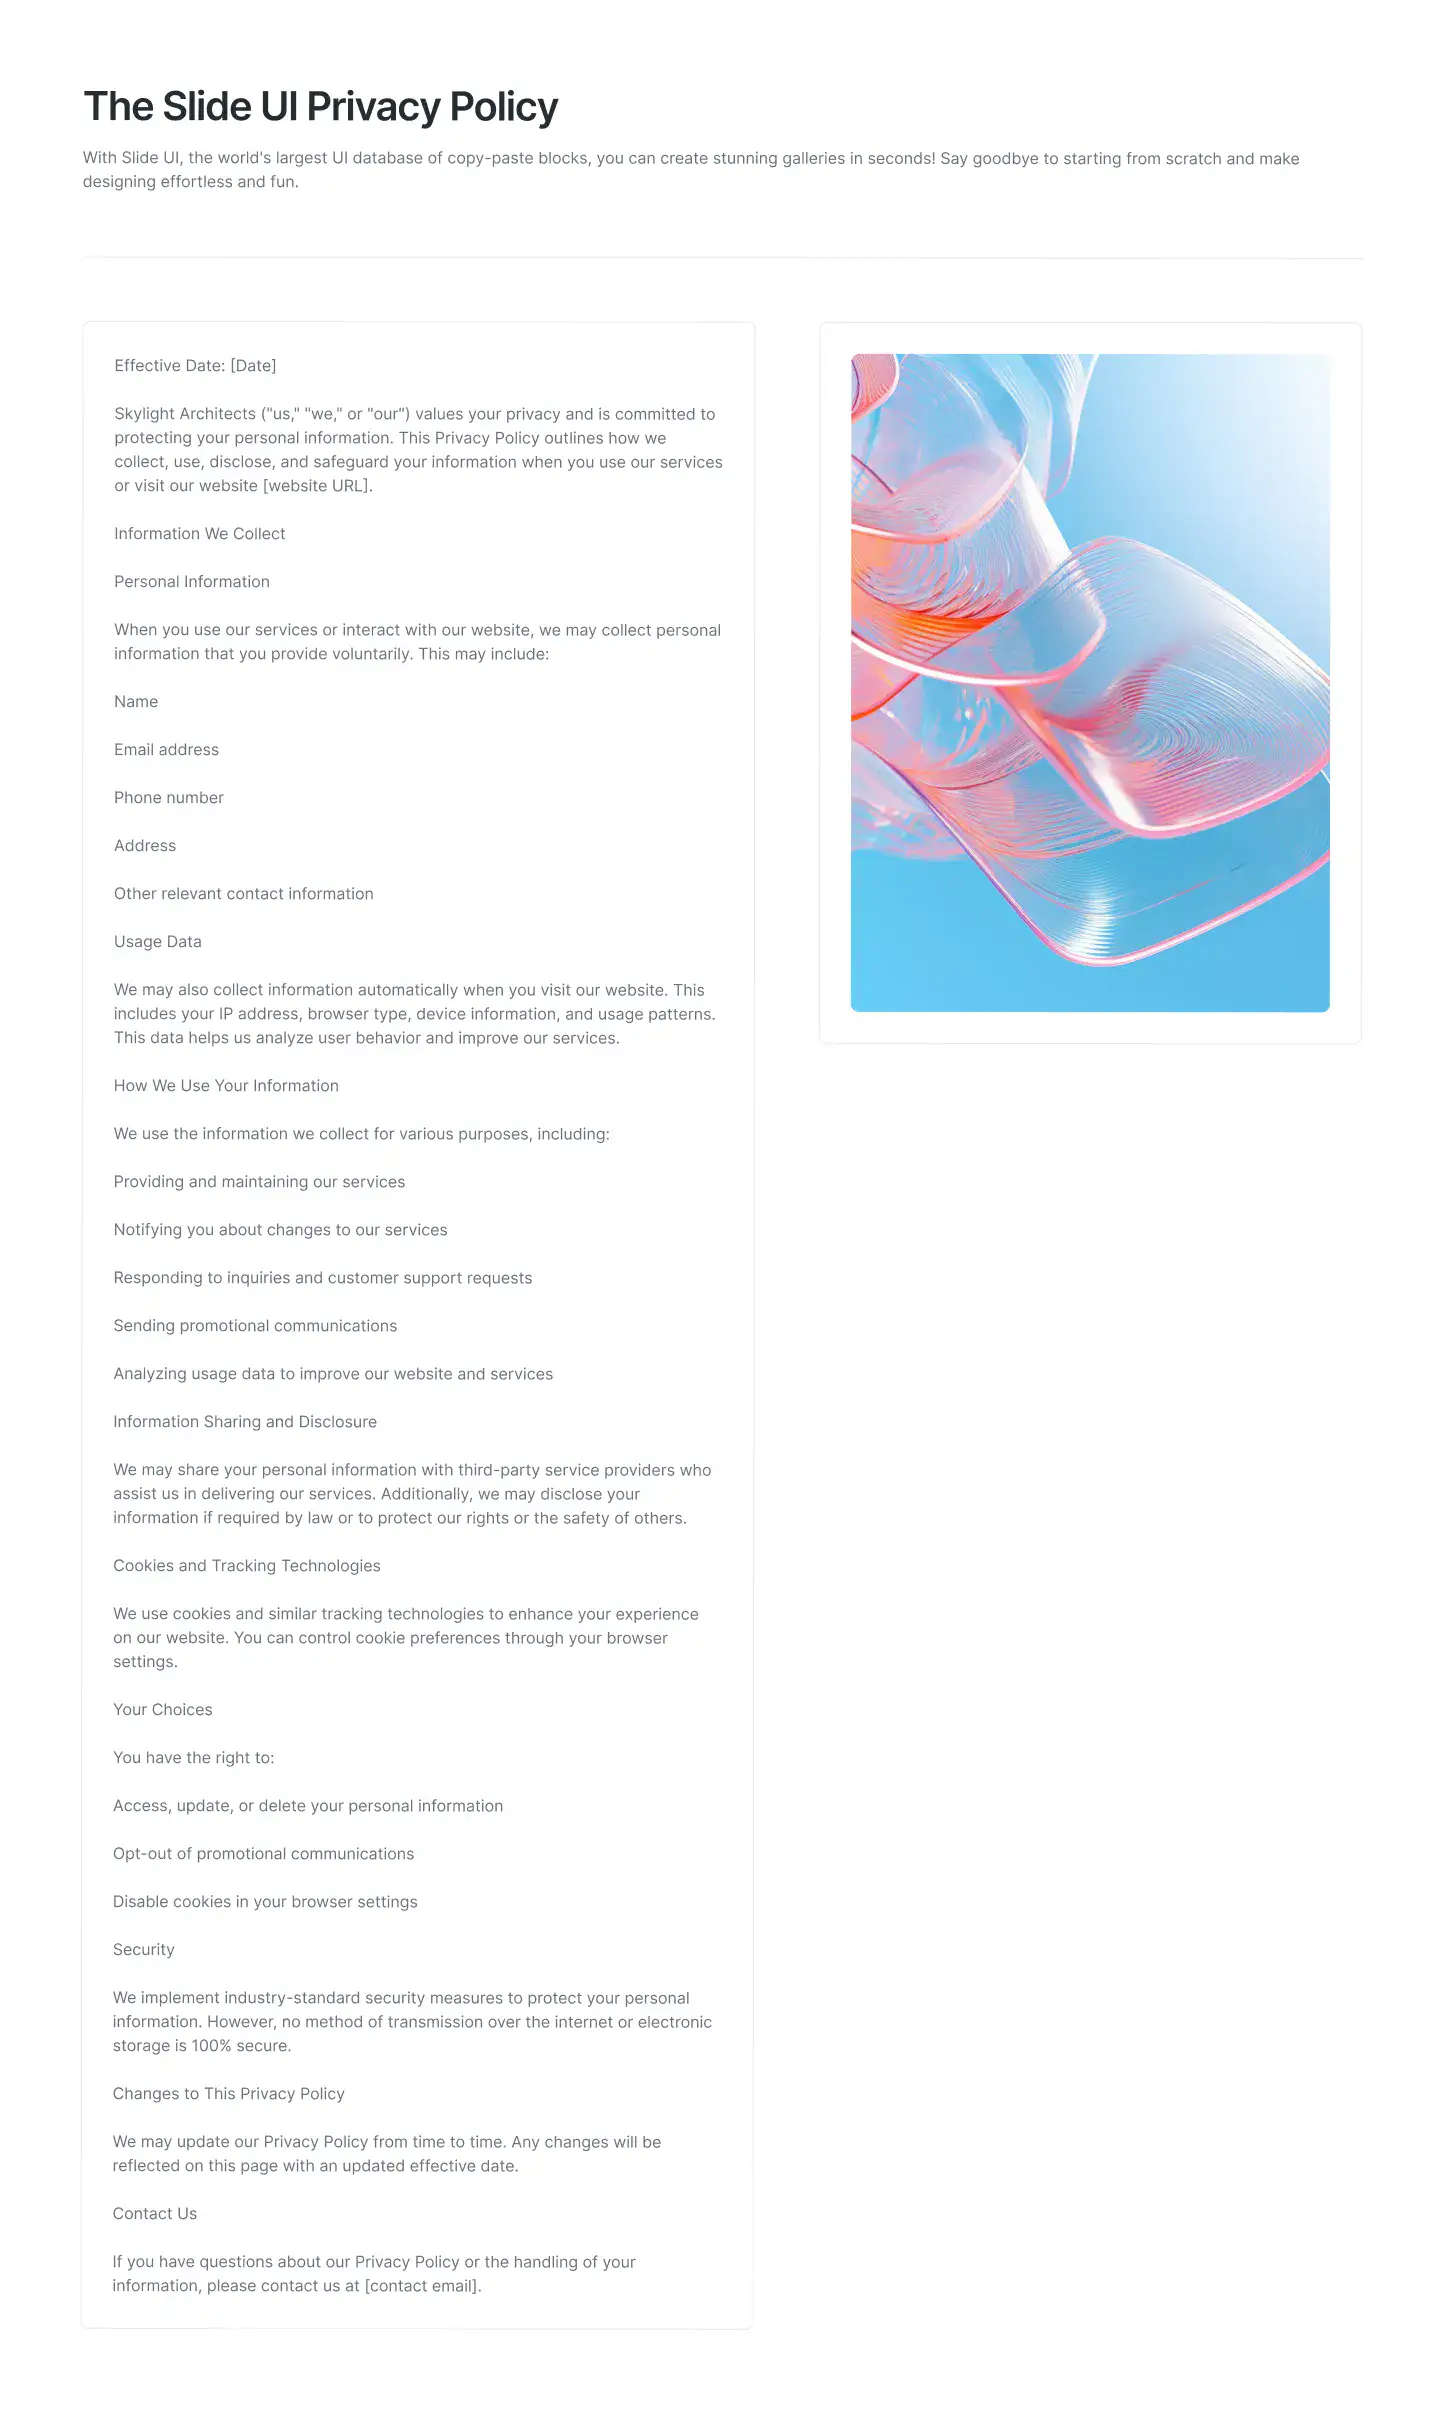 The Slide UI Privacy Policy
With Slide UI, the world's largest UI database of copy-paste blocks, you can create stunning galleries in seconds! Say goodbye to starting from scratch and make
designing effortless and fun.
Effective Date: [Date]
Skylight Architects ("us," "we," or "our") values your privacy and is committed to
protecting your personal information. This Privacy Policy outlines how we
collect, use, disclose, and safeguard your information when you use our services
or visit our website [website URL].
Information We Collect
Personal Information
When you use our services or interact with our website, we may collect personal
information that you provide voluntarily. This may include:
Name
Email address
Phone number
Address
Other relevant contact information
Usage Data
We may also collect information automatically when you visit our website. This
includes your IP address, browser type, device information, and usage patterns.
This data helps us analyze user behavior and improve our services.
How We Use Your Information
We use the information we collect for various purposes, including:
Providing and maintaining our services
Notifying you about changes to our services
Responding to inquiries and customer support requests
Sending promotional communications
Analyzing usage data to improve our website and services
Information Sharing and Disclosure
We may share your personal information with third-party service providers who
assist us in delivering our services. Additionally, we may disclose your
information if required by law or to protect our rights or the safety of others.
Cookies and Tracking Technologies
We use cookies and similar tracking technologies to enhance your experience
on our website. You can control cookie preferences through your browser
settings.
Your Choices
You have the right to:
Access, update, or delete your personal information
Opt-out of promotional communications
Disable cookies in your browser settings
Security
We implement industry-standard security measures to protect your personal
information. However, no method of transmission over the internet or electronic
storage is 100% secure.
Changes to This Privacy Policy
We may update our Privacy Policy from time to time. Any changes will be
reflected on this page with an updated effective date.
Contact Us
If you have questions about our Privacy Policy or the handling of your
information, please contact us at [contact email].